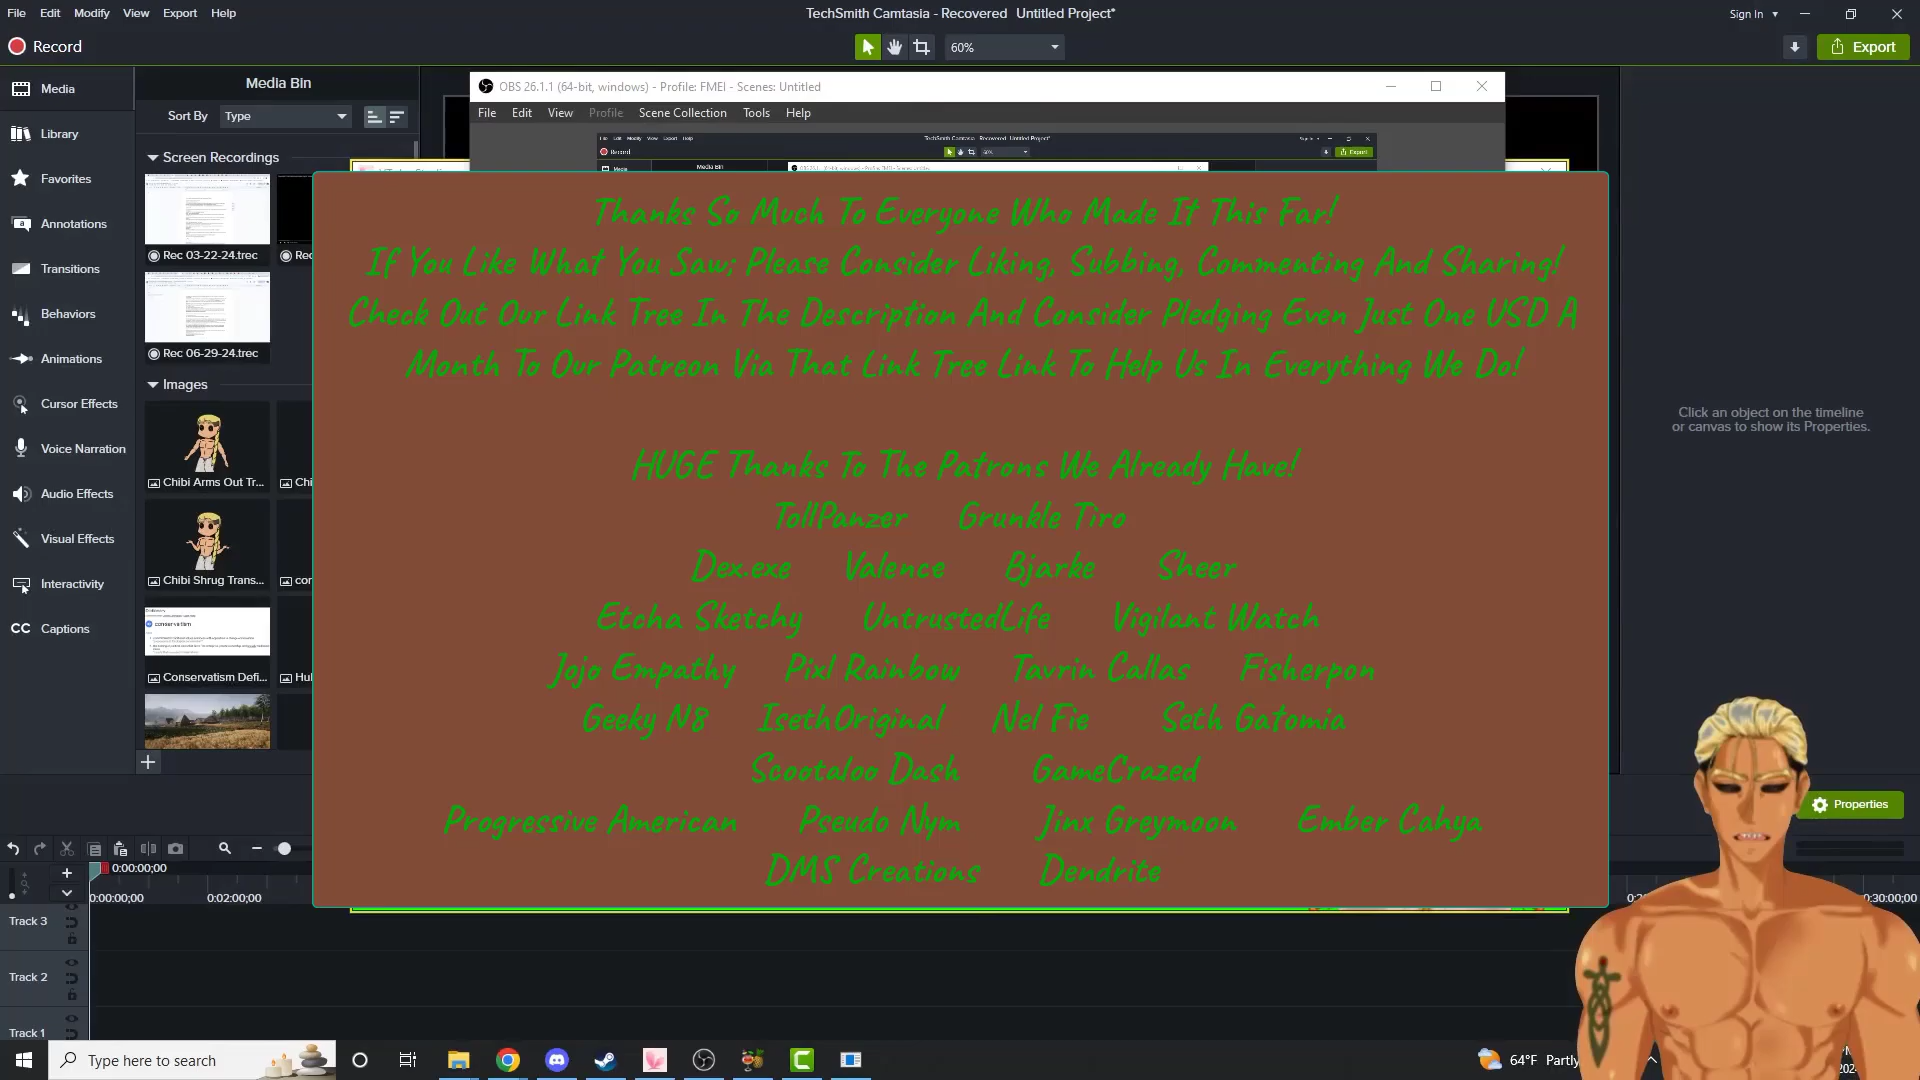 File Edit Modify View Export Help
TechSmith Camtasia - Recovered Untitled Project*
Sign In
Record
60%
Export
Media
Library
Favorites
Annotations
Transitions
Behaviors
Animations
Cursor Effects
Voice Narration
Audio Effects
Visual Effects
Interactivity
CC Captions
Media Bin
Sort By Type
Screen Recordings
Rec 03-22-24.trec
Rec 06-29-24.trec
Images
Chibi Arms Out Tr...
Chibi Shrug Trans...
Conservatism Defi...
OBS 26.1.1 (64-bit, windows) - Profile: FMEI - Scenes: Untitled
File Edit View Profile Scene Collection Tools Help
Thanks So Much To Everyone Who Made It This Far!
If You Like What You Saw; Please Consider Liking, Subbing, Commenting And Sharing!
Check Out Our Link Tree In The Description And Consider Pledging Even Just One USD A
Month To Our Patreon Via That Link Tree Link To Help Us In Everything We Do!
HUGE Thanks To The Patrons We Already Have!
TollPanzer Grunkle Tiro
Dex.exe Valence Bjarke Sheer
Etcha Sketchy UntrustedLife Vigilant Watch
Jojo Empathy Pixl Rainbow Tavrin Callas Fisherpon
Geeky N8 IsethOriginal Nel Fie Seth Gatomia
Scootaloo Dash GameCrazed
Progressive American Pseudo Nym Jinx Greymoon Ember Cahya
DMS Creations Dendrite
Click an object on the timeline
or canvas to show its Properties.
Properties
0:00:00;00
0:00:00;00 0:02:00;00 0:30:00;00
Track 3
Track 2
Track 1
Type here to search
64°F Partly